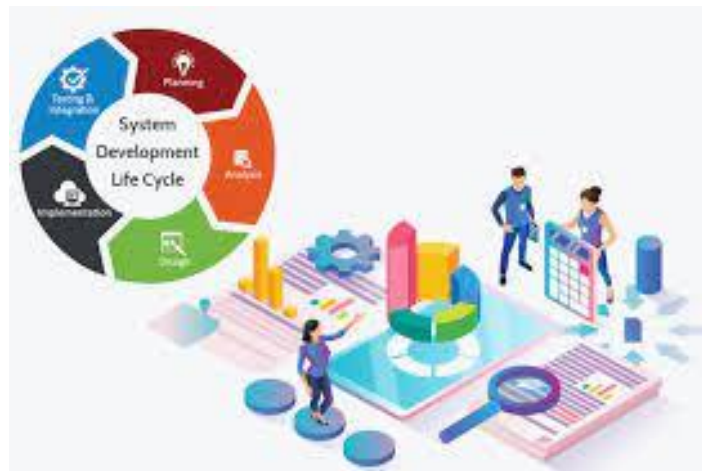 System
Development
Life Cycle
Planning
Analysis
Design
Implementation
Testing &
Integration